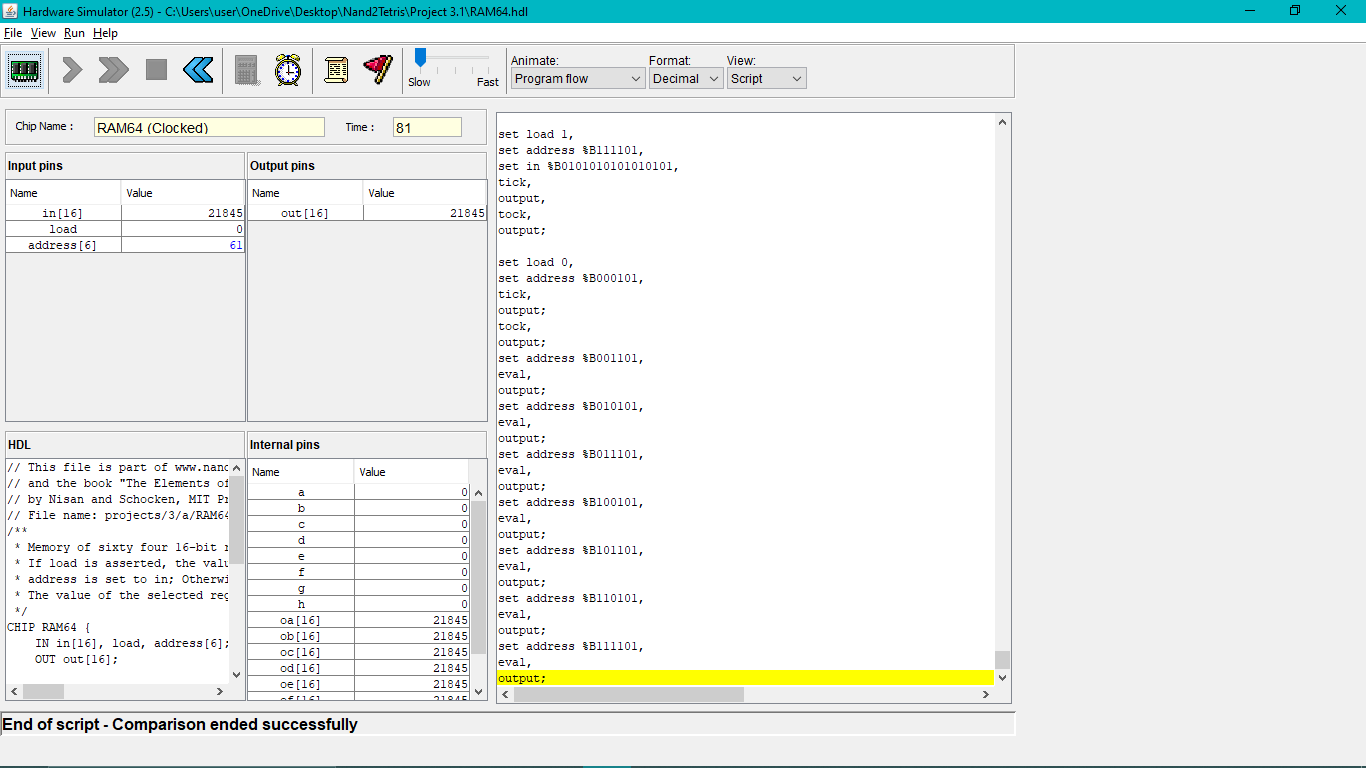 Hardware Simulator (2.5) - C:\Users\user\OneDrive\Desktop\Nand2Tetris\Project 3.1\RAM64.hdl
File View Run Help
Slow Fast
Animate: Format: View:
Program flow Decimal Script
Chip Name : RAM64 (Clocked) Time : 81
Input pins
Name Value
in[16] 21845
load 0
address[6] 61
Output pins
Name Value
out[16] 21845
HDL
// This file is part of www.nand
// and the book "The Elements of
// by Nisan and Schocken, MIT Pr
// File name: projects/3/a/RAM64
/**
* Memory of sixty four 16-bit r
* If load is asserted, the valu
* address is set to in; Otherwi
* The value of the selected reg
*/
CHIP RAM64 {
IN in[16], load, address[6];
OUT out[16];
Internal pins
Name Value
a 0
b 0
c 0
d 0
e 0
f 0
g 0
h 0
oa[16] 21845
ob[16] 21845
oc[16] 21845
od[16] 21845
oe[16] 21845
of[16] 21845
set load 1,
set address %B111101,
set in %B0101010101010101,
tick,
output,
tock,
output;
set load 0,
set address %B000101,
tick,
output;
tock,
output;
set address %B001101,
eval,
output;
set address %B010101,
eval,
output;
set address %B011101,
eval,
output;
set address %B100101,
eval,
output;
set address %B101101,
eval,
output;
set address %B110101,
eval,
output;
set address %B111101,
eval,
output;
End of script - Comparison ended successfully